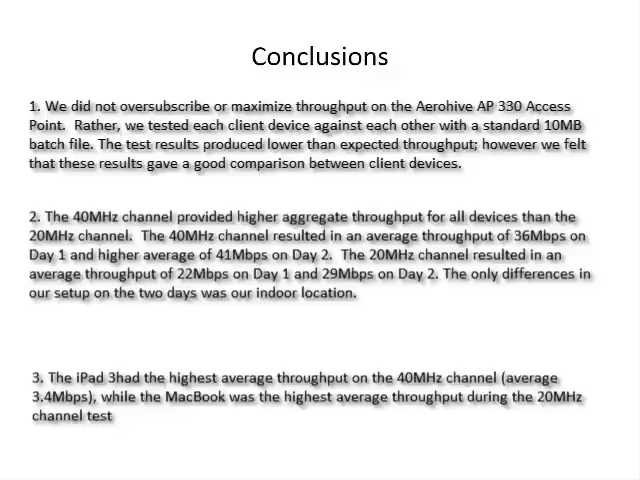 Conclusions
1. We did not oversubscribe or maximize throughput on the Aerohive AP 330 Access
Point.  Rather, we tested each client device against each other with a standard 10MB
batch file. The test results produced lower than expected throughput; however we felt
that these results gave a good comparison between client devices.
2. The 40MHz channel provided higher aggregate throughput for all devices than the
20MHz channel.  The 40MHz channel resulted in an average throughput of 36Mbps on
Day 1 and higher average of 41Mbps on Day 2.  The 20MHz channel resulted in an
average throughput of 22Mbps on Day 1 and 29Mbps on Day 2. The only differences in
our setup on the two days was our indoor location.
3. The iPad 3had the highest average throughput on the 40MHz channel (average
3.4Mbps), while the MacBook was the highest average throughput during the 20MHz
channel test